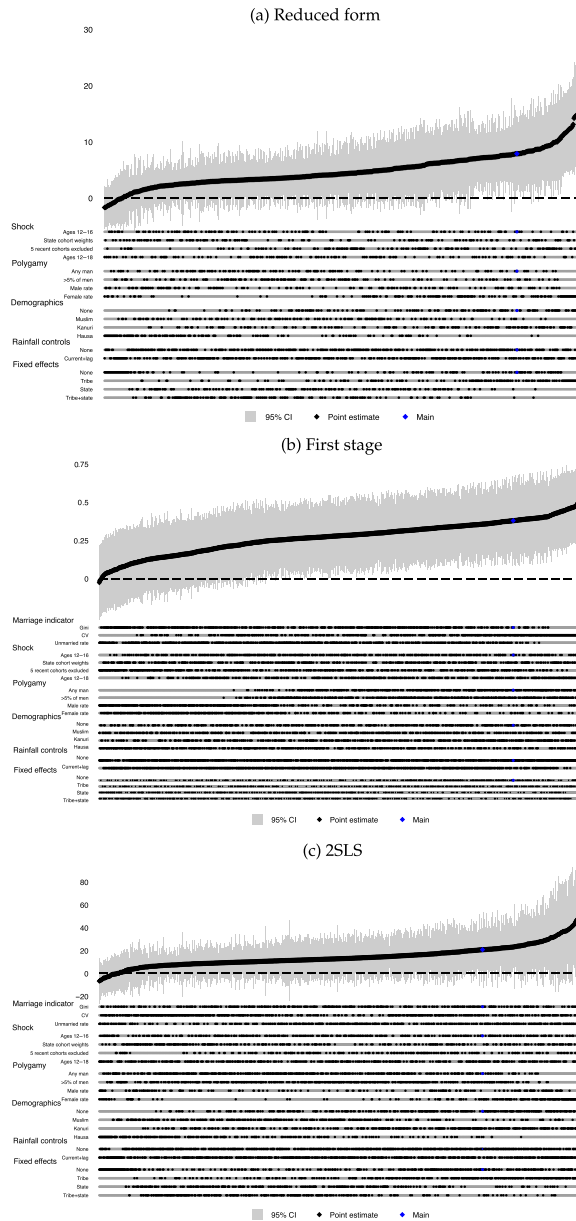 (a) Reduced form
30
20
10
0
Shock
Ages 12−16
State cohort weights
5 recent cohorts excluded
Ages 12−18
Polygamy
Any man
>5% of men
Male rate
Female rate
Demographics
None
Muslim
Kanuri
Hausa
Rainfall controls
None
Current+lag
Fixed effects
None
Tribe
State
Tribe+state
95% CI Point estimate Main
(b) First stage
0.75
0.5
0.25
0
Marriage indicator
Gini
CV
Unmarried rate
Shock
Ages 12−16
State cohort weights
5 recent cohorts excluded
Ages 12−18
Polygamy
Any man
>5% of men
Male rate
Female rate
Demographics
None
Muslim
Kanuri
Hausa
Rainfall controls
None
Current+lag
Fixed effects
None
Tribe
State
Tribe+state
95% CI Point estimate Main
(c) 2SLS
80
60
40
20
0
−20
Marriage indicator
Gini
CV
Unmarried rate
Shock
Ages 12−16
State cohort weights
5 recent cohorts excluded
Ages 12−18
Polygamy
Any man
>5% of men
Male rate
Female rate
Demographics
None
Muslim
Kanuri
Hausa
Rainfall controls
None
Current+lag
Fixed effects
None
Tribe
State
Tribe+state
95% CI Point estimate Main